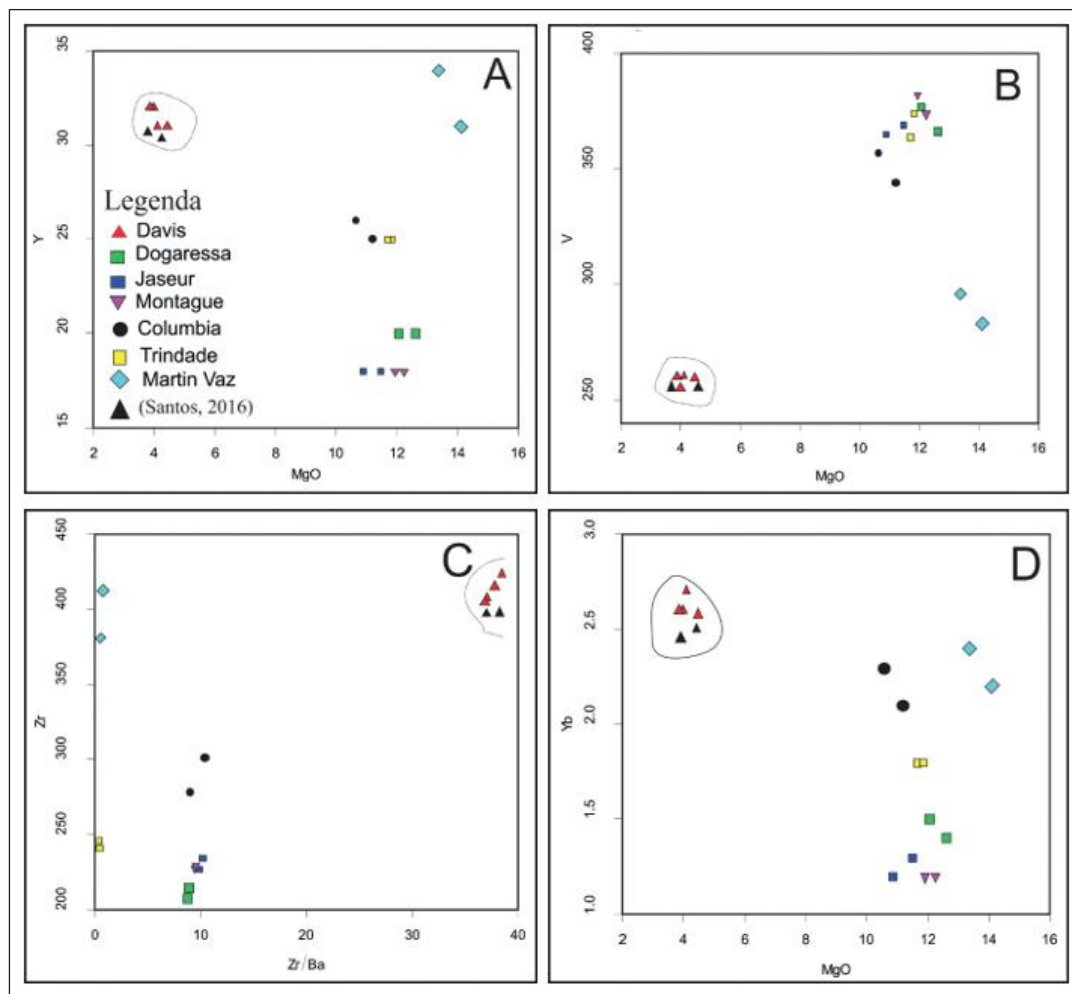 A
35
30
25
20
15
Y
2 4 6 8 10 12 14 16
MgO
Legenda
Davis
Dogaressa
Jaseur
Montague
Columbia
Trindade
Martin Vaz
(Santos, 2016)
B
400
350
300
250
V
2 4 6 8 10 12 14 16
MgO
C
450
400
350
300
250
200
Zr
0 10 20 30 40
Zr/Ba
D
3.0
2.5
2.0
1.5
1.0
Yb
2 4 6 8 10 12 14 16
MgO